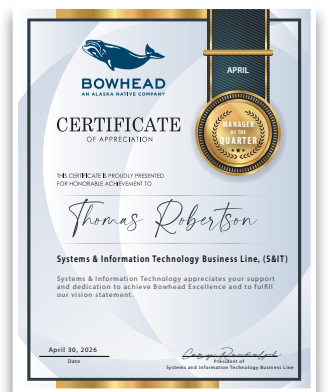 BOWHEAD
AN ALASKA NATIVE COMPANY
APRIL
MANAGER
OF THE
QUARTER
CERTIFICATE
OF APPRECIATION
THIS CERTIFICATE IS PROUDLY PRESENTED
FOR HONORABLE ACHIEVEMENT TO
Thomas Robertson
Systems & Information Technology Business Line, (S&IT)
Systems & Information Technology appreciates your support
and dedication to achieve Bowhead Excellence and to fulfill
our vision statement.
April 30, 2026
Date
President of
Systems and Information Technology Business Line